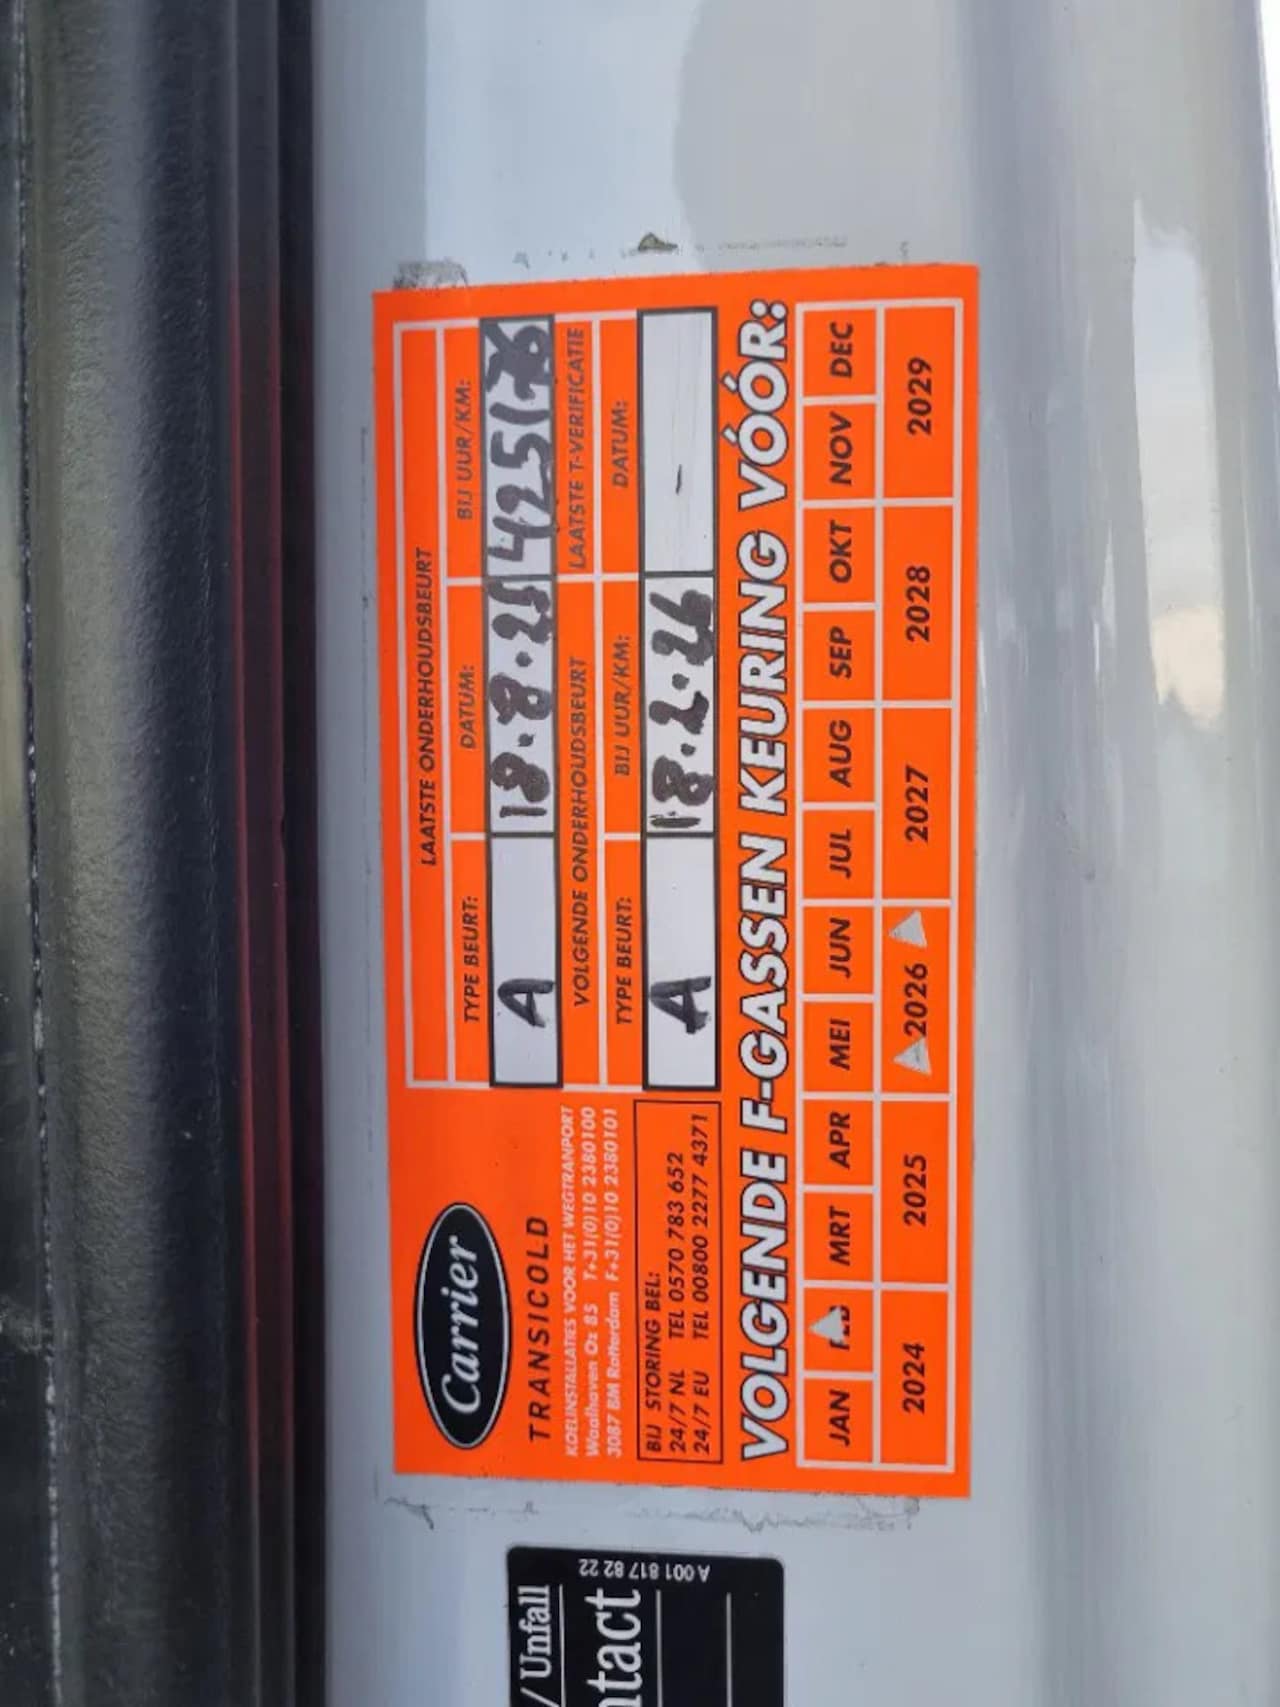 Carrier
TRANSICOLD
KOELINSTALLATIES VOOR HET WEGTRANPORT
Waalhaven Oz 85 T+31(0)10 2380100
3087 BM Rotterdam F+31(0)10 2380101
BIJ STORING BEL:
24/7 NL TEL 0570 783 652
24/7 EU TEL 00800 2277 4371
LAATSTE ONDERHOUDSBEURT
TYPE BEURT: DATUM: BIJ UUR/KM:
A 18.8.25
VOLGENDE ONDERHOUDSBEURT LAATSTE T-VERIFICATIE
TYPE BEURT: BIJ UUR/KM: DATUM:
A 18.2.26 -
VOLGENDE F-GASSEN KEURING VÓÓR:
JAN FEB MRT APR MEI JUN JUL AUG SEP OKT NOV DEC
2024 2025 2026 2027 2028 2029
/ Unfall
ntact
A 001 817 82 22